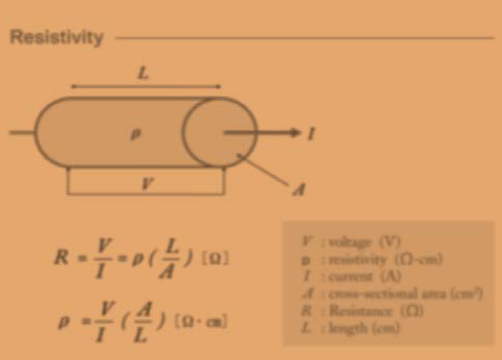 Resistivity
L
ρ
I
V
A
R = V/I = ρ ( L/A ) [Ω]
ρ = V/I ( A/L ) [Ω · cm]
V : voltage (V)
ρ : resistivity (Ω-cm)
I : current (A)
A : cross-sectional area (cm²)
R : Resistance (Ω)
L : length (cm)